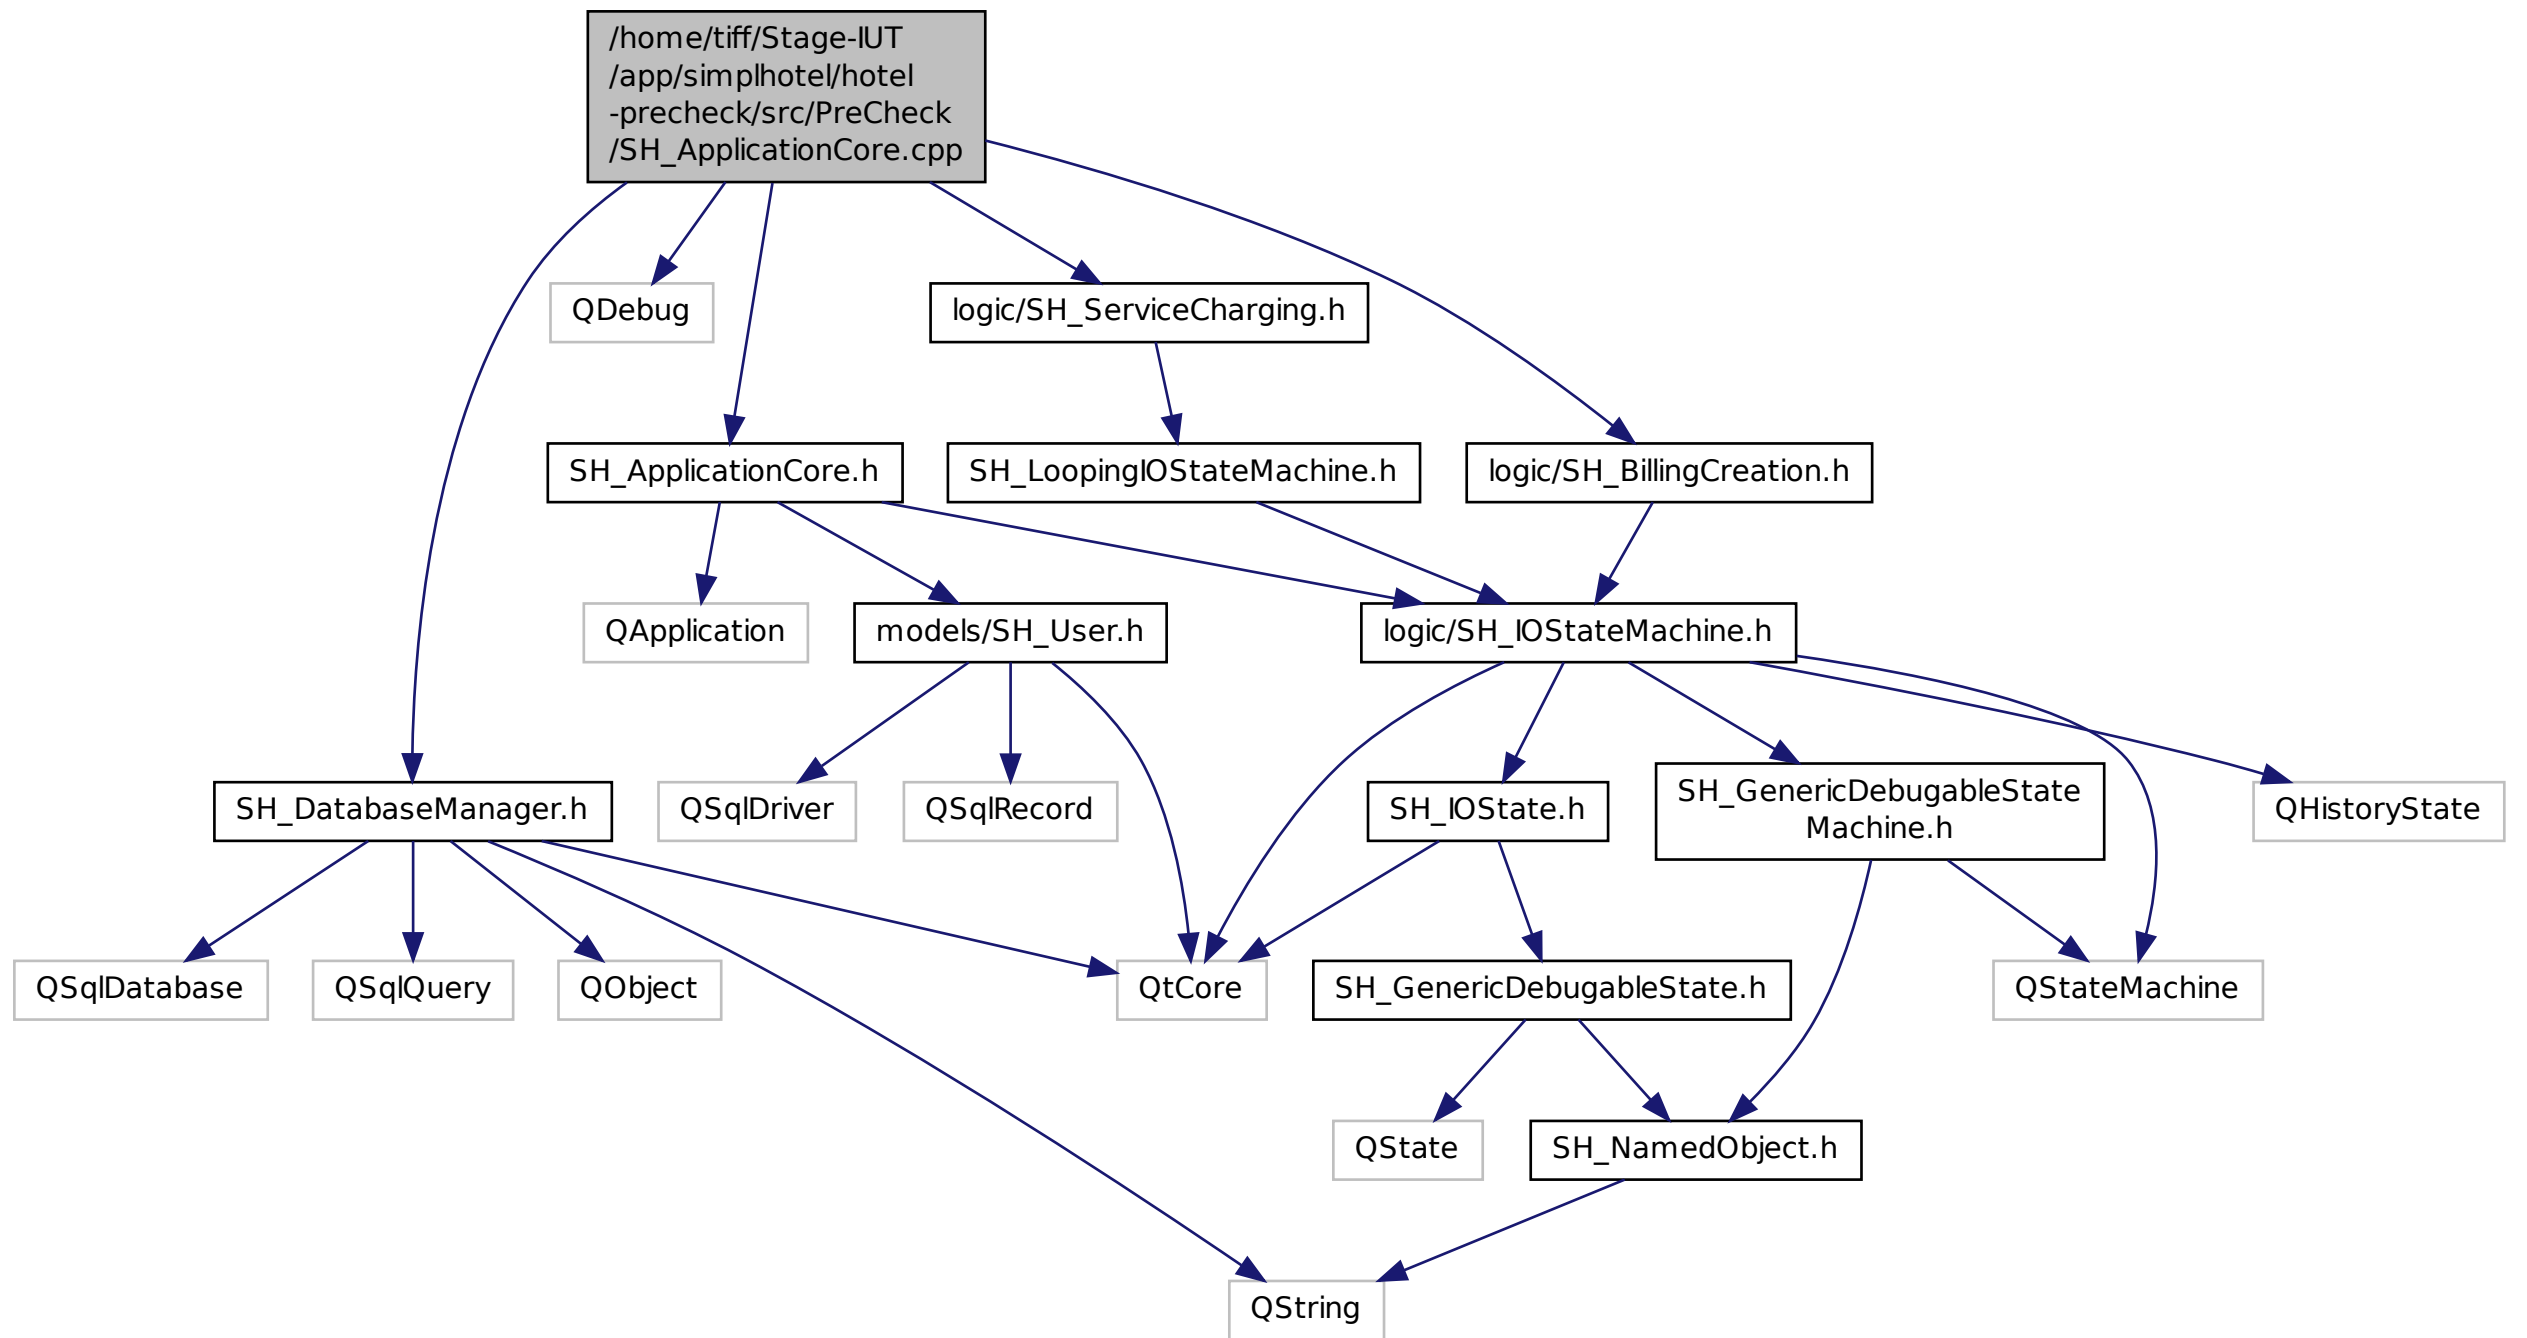 /home/tiff/Stage-IUT
/app/simplhotel/hotel
-precheck/src/PreCheck
/SH_ApplicationCore.cpp
QDebug
logic/SH_ServiceCharging.h
SH_ApplicationCore.h
SH_LoopingIOStateMachine.h
logic/SH_BillingCreation.h
QApplication
models/SH_User.h
logic/SH_IOStateMachine.h
SH_DatabaseManager.h
QSqlDriver
QSqlRecord
SH_IOState.h
SH_GenericDebugableState
Machine.h
QHistoryState
QSqlDatabase
QSqlQuery
QObject
QtCore
SH_GenericDebugableState.h
QStateMachine
QState
SH_NamedObject.h
QString